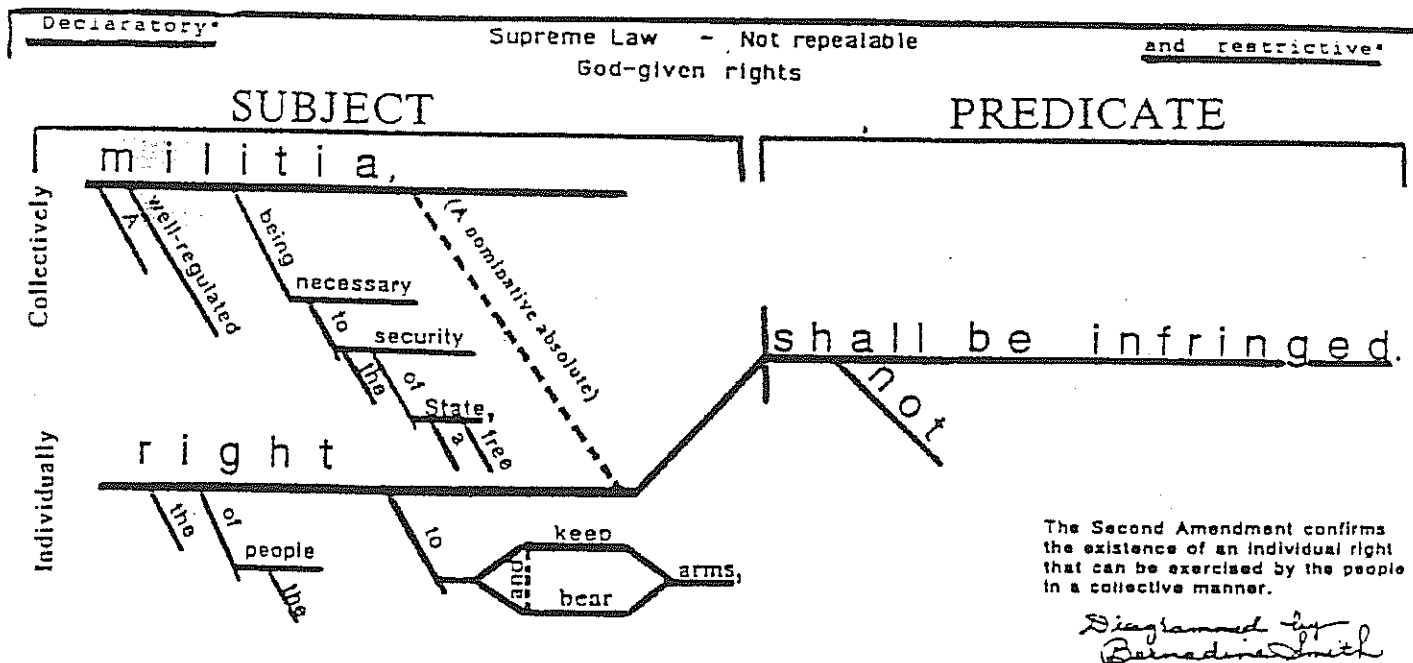 Declaratory"
Supreme Law - Not repealable
and restrictive"
God-given rights
SUBJECT
PREDICATE
Collectively
militia,
A
well-regulated
being
necessary
to
security
the
of
State,
a
free
(A nominative absolute)
shall be infringed.
not
Individually
right
the
of
people
the
to
keep
and
bear
arms,
The Second Amendment confirms
the existence of an individual right
that can be exercised by the people
in a collective manner.
Diagrammed by
Bernadine Smith